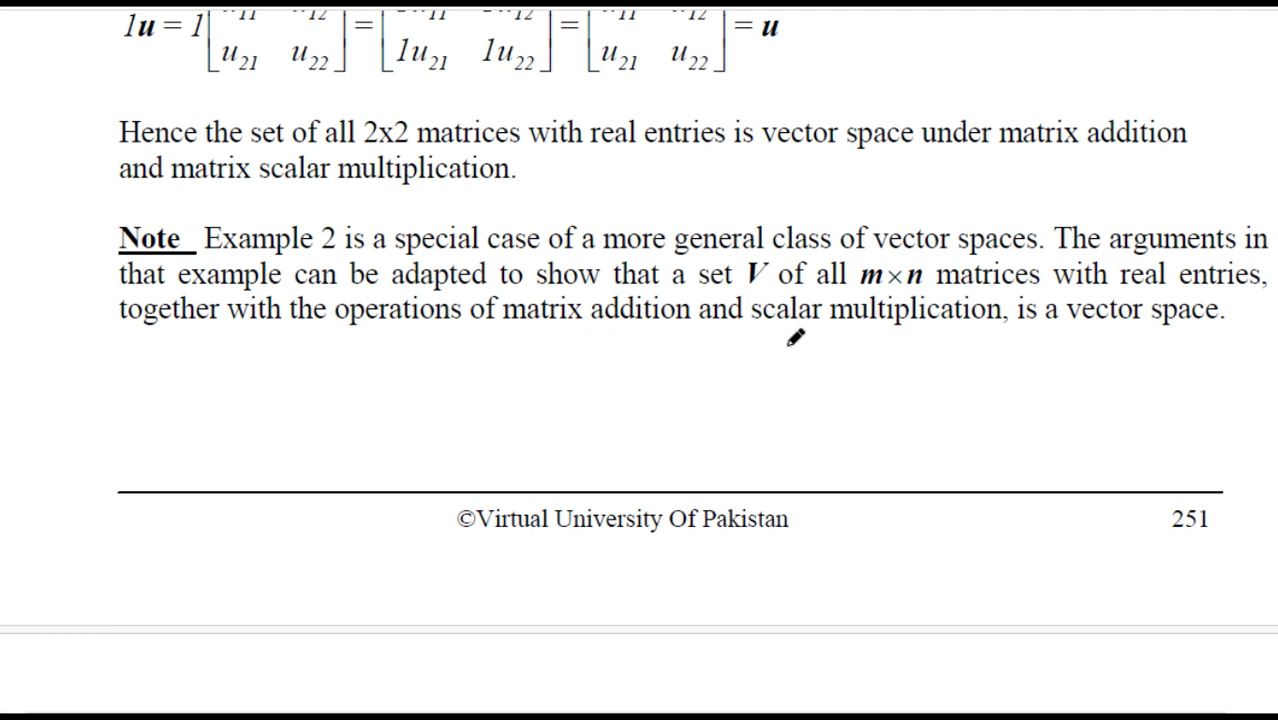 1u = 1[u21 u22] = [1u21 1u22] = [u21 u22] = u
Hence the set of all 2x2 matrices with real entries is vector space under matrix addition
and matrix scalar multiplication.
Note Example 2 is a special case of a more general class of vector spaces. The arguments in
that example can be adapted to show that a set V of all m×n matrices with real entries,
together with the operations of matrix addition and scalar multiplication, is a vector space.
©Virtual University Of Pakistan 251